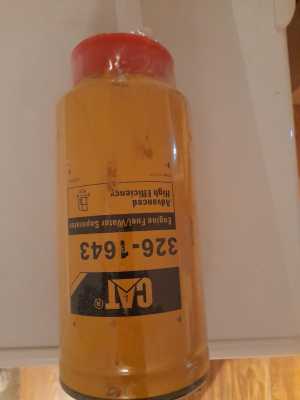 CAT®
326-1643
Engine Fuel/Water Separator
Advanced
High Efficiency